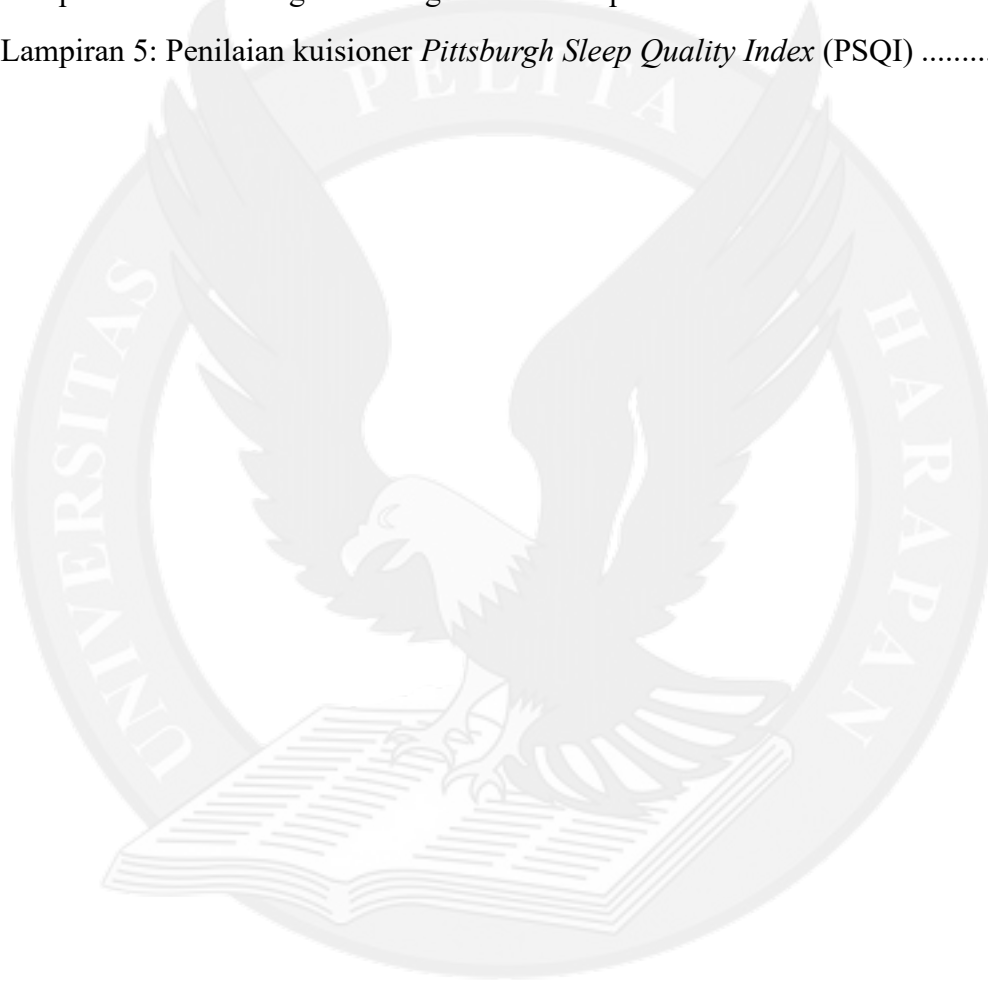 Lampiran 5: Penilaian kuisioner Pittsburgh Sleep Quality Index (PSQI) .........
PELITA
UNIVERSITAS
HARAPAN